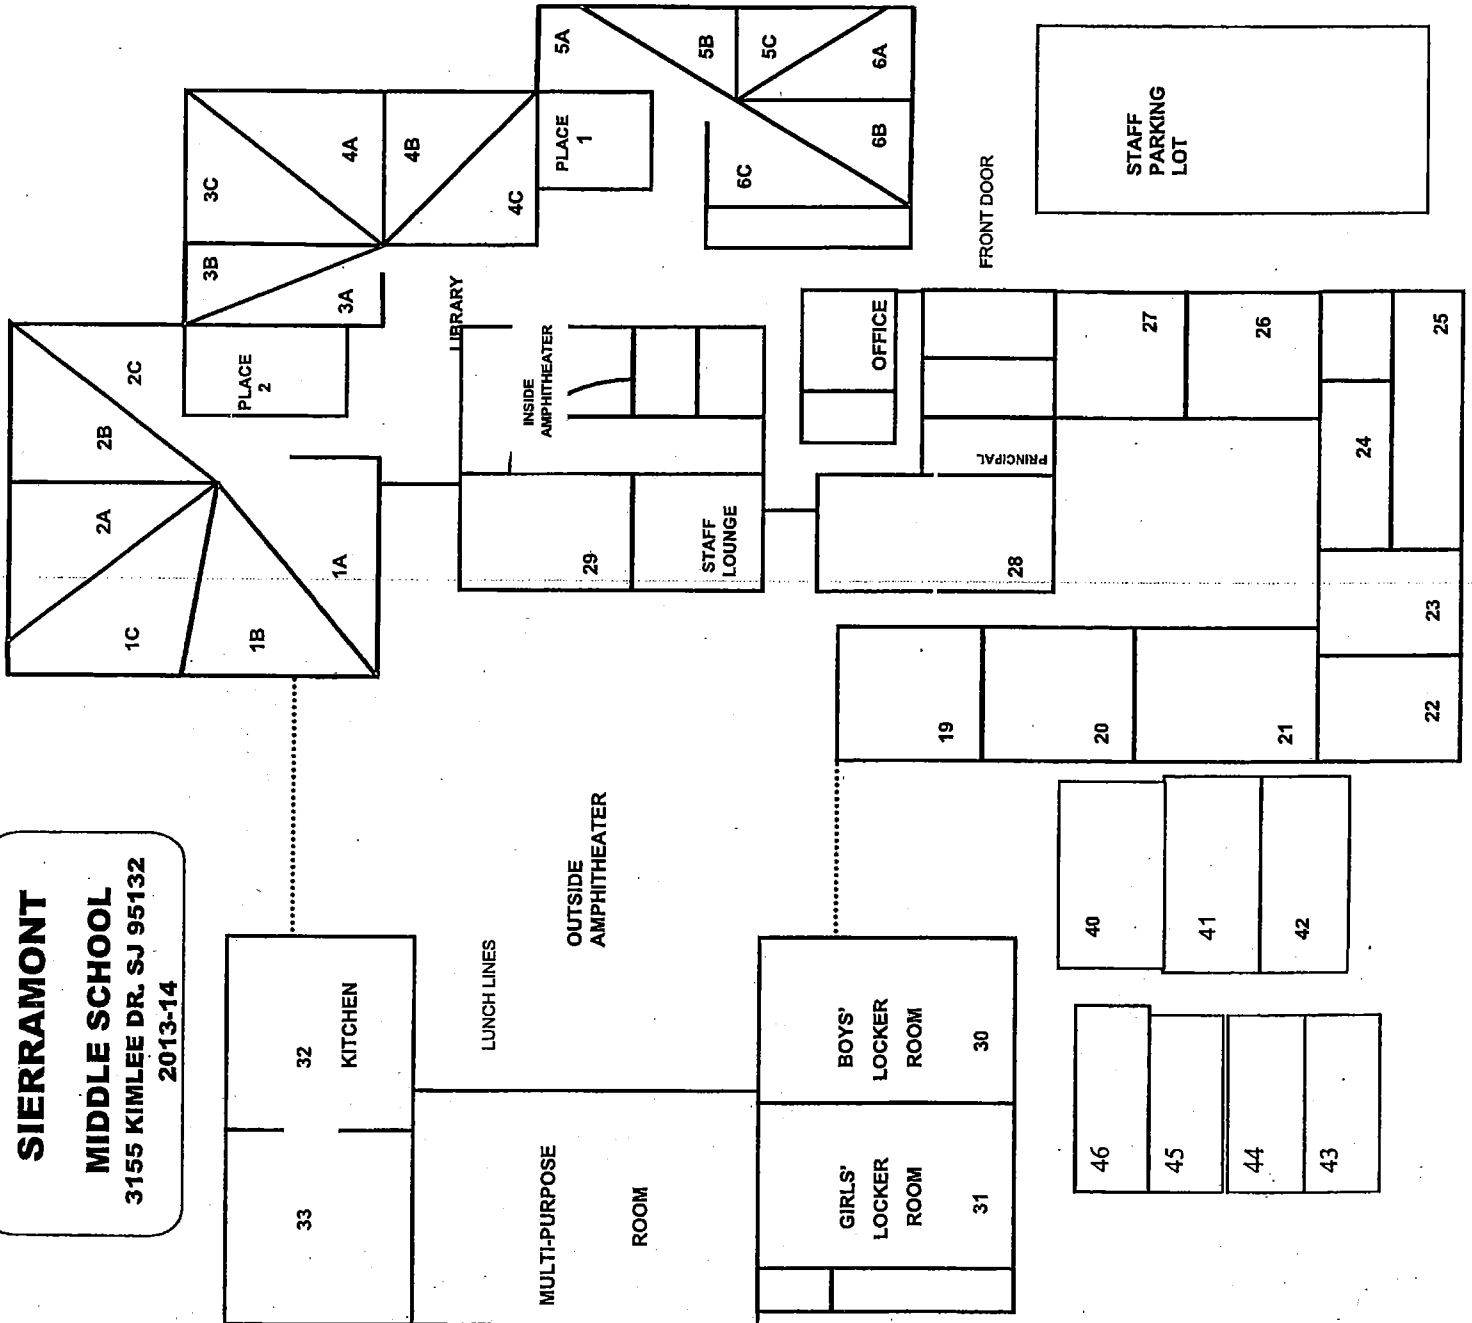 SIERRAMONT
MIDDLE SCHOOL
3155 KIMLEE DR. SJ 95132
2013-14
33
32
KITCHEN
MULTI-PURPOSE
ROOM
LUNCH LINES
OUTSIDE
AMPHITHEATER
GIRLS'
LOCKER
ROOM
31
BOYS'
LOCKER
ROOM
30
46
45
44
43
40
41
42
1C
1B
1A
2A
2B
2C
PLACE
2
3B
3A
3C
4A
4B
4C
LIBRARY
INSIDE
AMPHITHEATER
29
STAFF
LOUNGE
5A
PLACE
1
5B
5C
6A
6B
6C
OFFICE
PRINCIPAL
28
FRONT DOOR
STAFF
PARKING
LOT
19
20
21
22
23
24
25
26
27